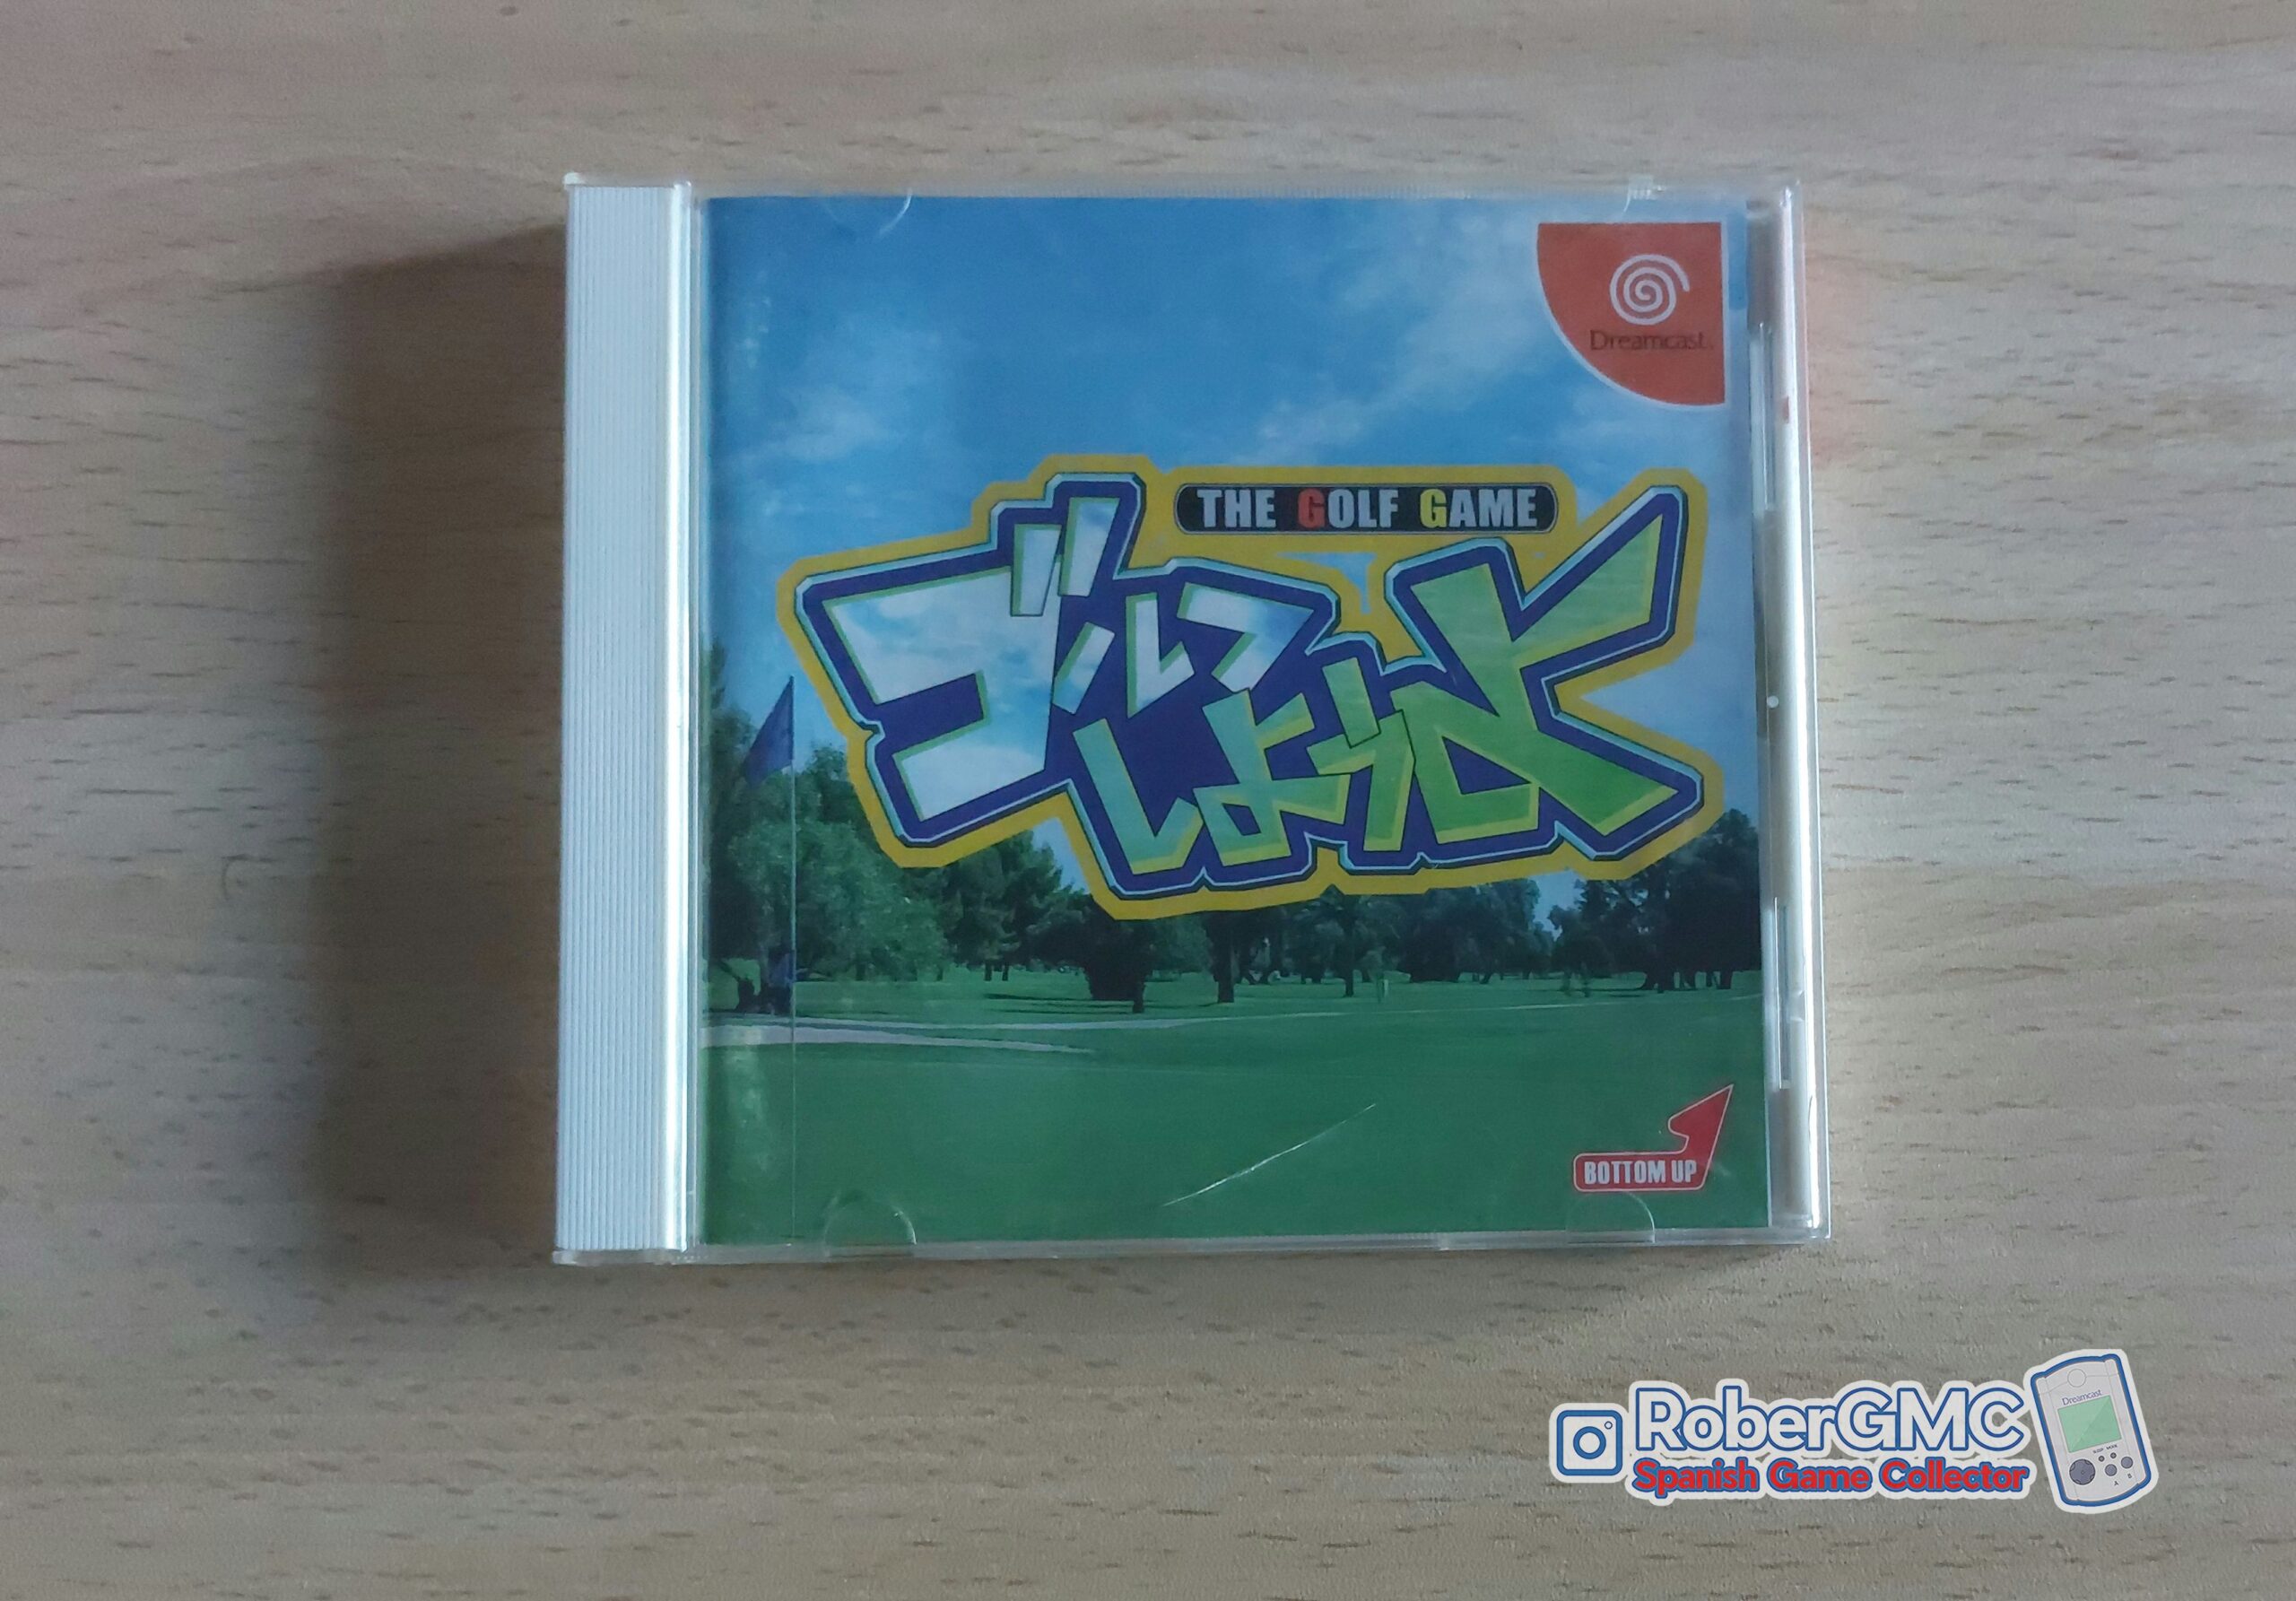 Dreamcast
THE GOLF GAME
ゴルフ
しようよ
BOTTOM UP
RoberGMC
Spanish Game Collector
Dreamcast